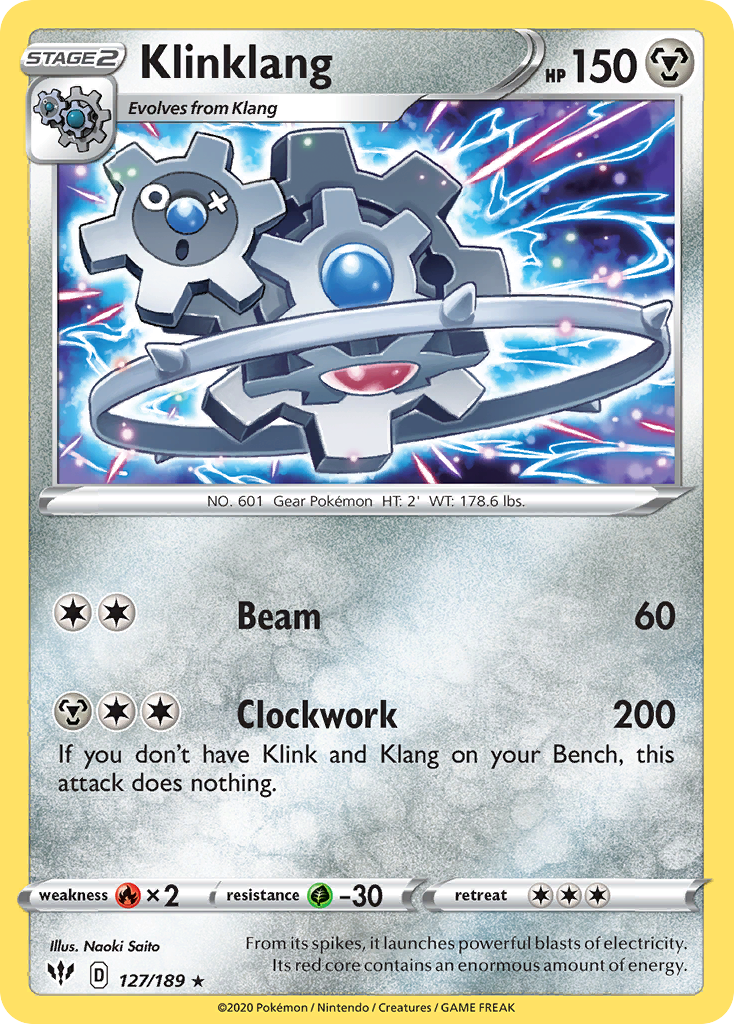 STAGE 2
Klinklang
HP 150
Evolves from Klang
NO. 601 Gear Pokémon HT: 2' WT: 178.6 lbs.
Beam 60
Clockwork 200
If you don't have Klink and Klang on your Bench, this
attack does nothing.
weakness ×2 resistance -30 retreat
Illus. Naoki Saito
From its spikes, it launches powerful blasts of electricity.
Its red core contains an enormous amount of energy.
D 127/189 ★
©2020 Pokémon / Nintendo / Creatures / GAME FREAK